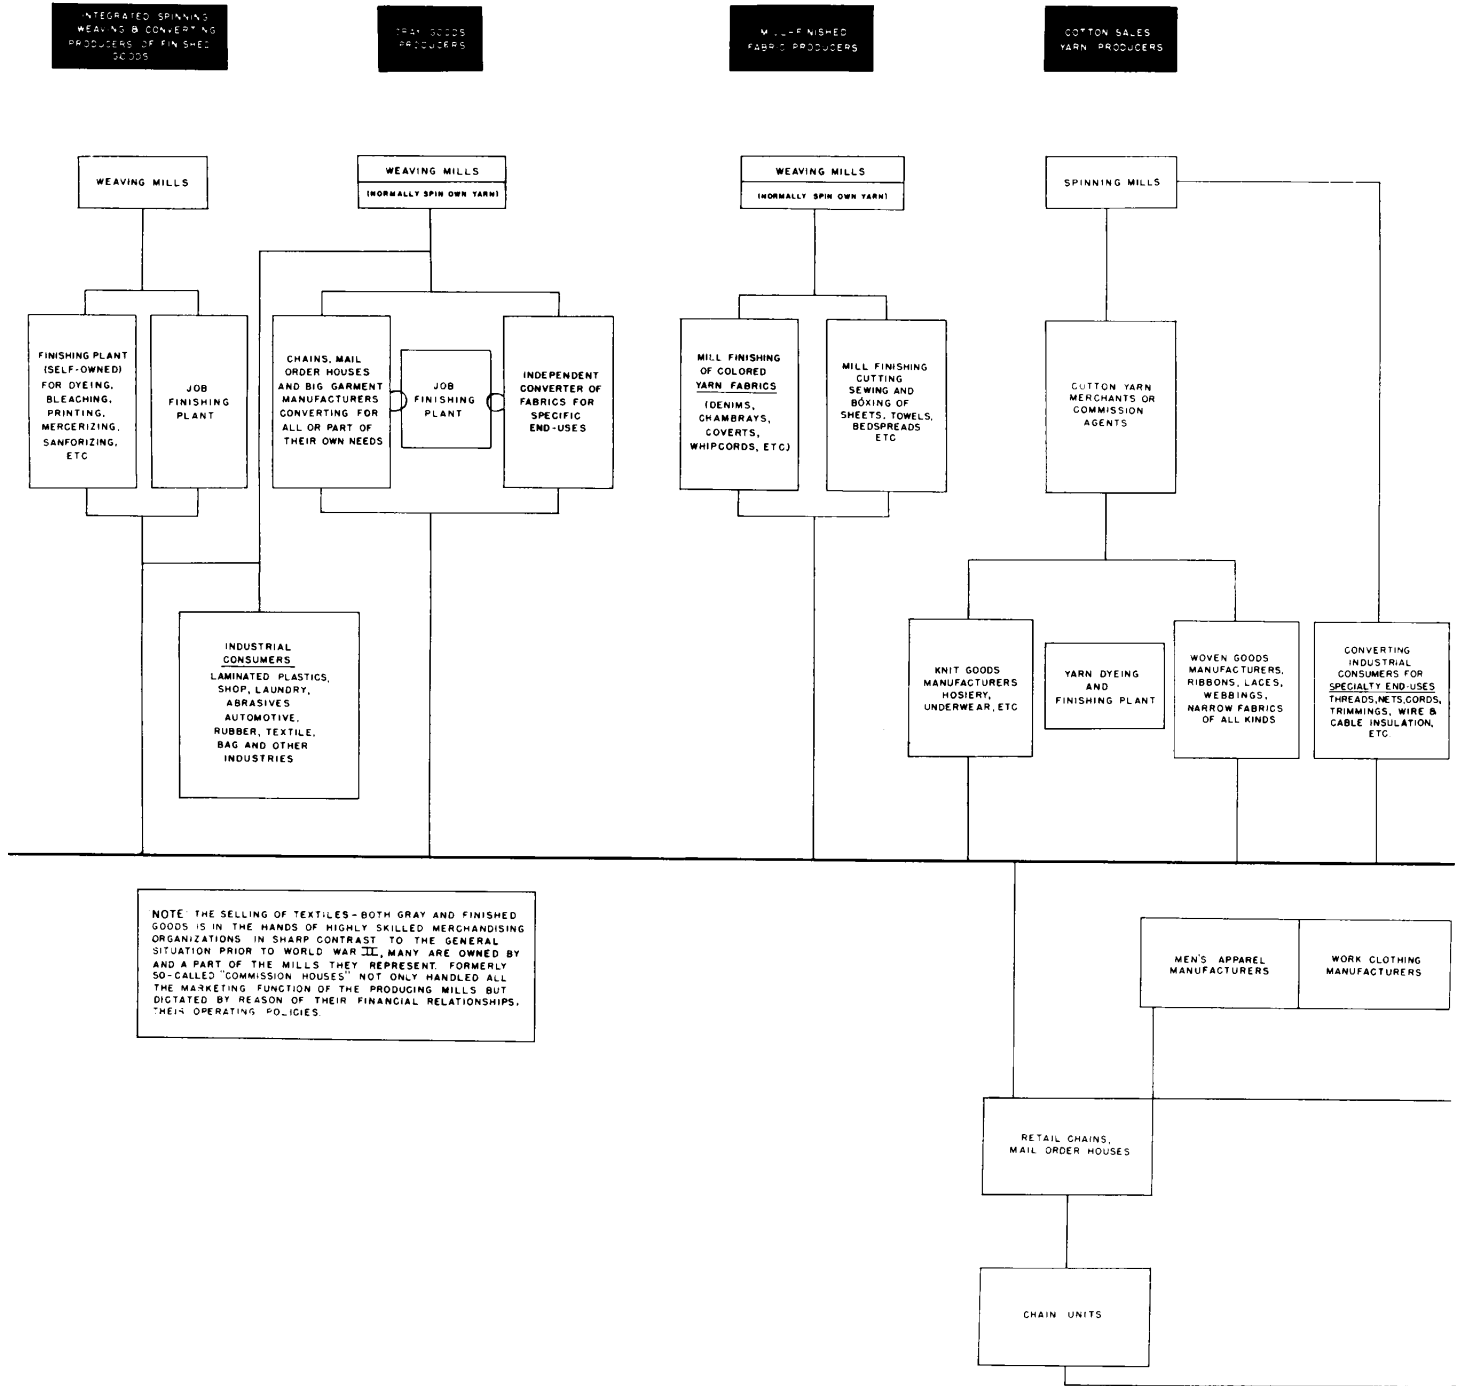 INTEGRATED SPINNING
WEAVING & CONVERTING
PRODUCERS OF FINISHED
GOODS
GRAY GOODS
PRODUCERS
MILL-FINISHED
FABRIC PRODUCERS
COTTON SALES
YARN PRODUCERS
WEAVING MILLS
WEAVING MILLS
(NORMALLY SPIN OWN YARN)
WEAVING MILLS
(NORMALLY SPIN OWN YARN)
SPINNING MILLS
FINISHING PLANT
(SELF-OWNED)
FOR DYEING,
BLEACHING,
PRINTING,
MERCERIZING,
SANFORIZING,
ETC
JOB
FINISHING
PLANT
CHAINS, MAIL
ORDER HOUSES
AND BIG GARMENT
MANUFACTURERS
CONVERTING FOR
ALL OR PART OF
THEIR OWN NEEDS
JOB
FINISHING
PLANT
INDEPENDENT
CONVERTER OF
FABRICS FOR
SPECIFIC
END-USES
MILL FINISHING
OF COLORED
YARN FABRICS
(DENIMS,
CHAMBRAYS,
COVERTS,
WHIPCORDS, ETC)
MILL FINISHING
CUTTING
SEWING AND
BOXING OF
SHEETS, TOWELS,
BEDSPREADS
ETC
COTTON YARN
MERCHANTS OR
COMMISSION
AGENTS
INDUSTRIAL
CONSUMERS
LAMINATED PLASTICS,
SHOP, LAUNDRY,
ABRASIVES
AUTOMOTIVE,
RUBBER, TEXTILE,
BAG AND OTHER
INDUSTRIES
KNIT GOODS
MANUFACTURERS
HOSIERY,
UNDERWEAR, ETC
YARN DYEING
AND
FINISHING PLANT
WOVEN GOODS
MANUFACTURERS,
RIBBONS, LACES,
WEBBINGS,
NARROW FABRICS
OF ALL KINDS
CONVERTING
INDUSTRIAL
CONSUMERS FOR
SPECIALTY END-USES
THREADS, NETS, CORDS,
TRIMMINGS, WIRE &
CABLE INSULATION,
ETC
NOTE THE SELLING OF TEXTILES - BOTH GRAY AND FINISHED
GOODS IS IN THE HANDS OF HIGHLY SKILLED MERCHANDISING
ORGANIZATIONS IN SHARP CONTRAST TO THE GENERAL
SITUATION PRIOR TO WORLD WAR II, MANY ARE OWNED BY
AND A PART OF THE MILLS THEY REPRESENT. FORMERLY
SO-CALLED "COMMISSION HOUSES" NOT ONLY HANDLED ALL
THE MARKETING FUNCTION OF THE PRODUCING MILLS BUT
DICTATED BY REASON OF THEIR FINANCIAL RELATIONSHIPS,
THEIR OPERATING POLICIES.
MEN'S APPAREL
MANUFACTURERS
WORK CLOTHING
MANUFACTURERS
RETAIL CHAINS,
MAIL ORDER HOUSES
CHAIN UNITS